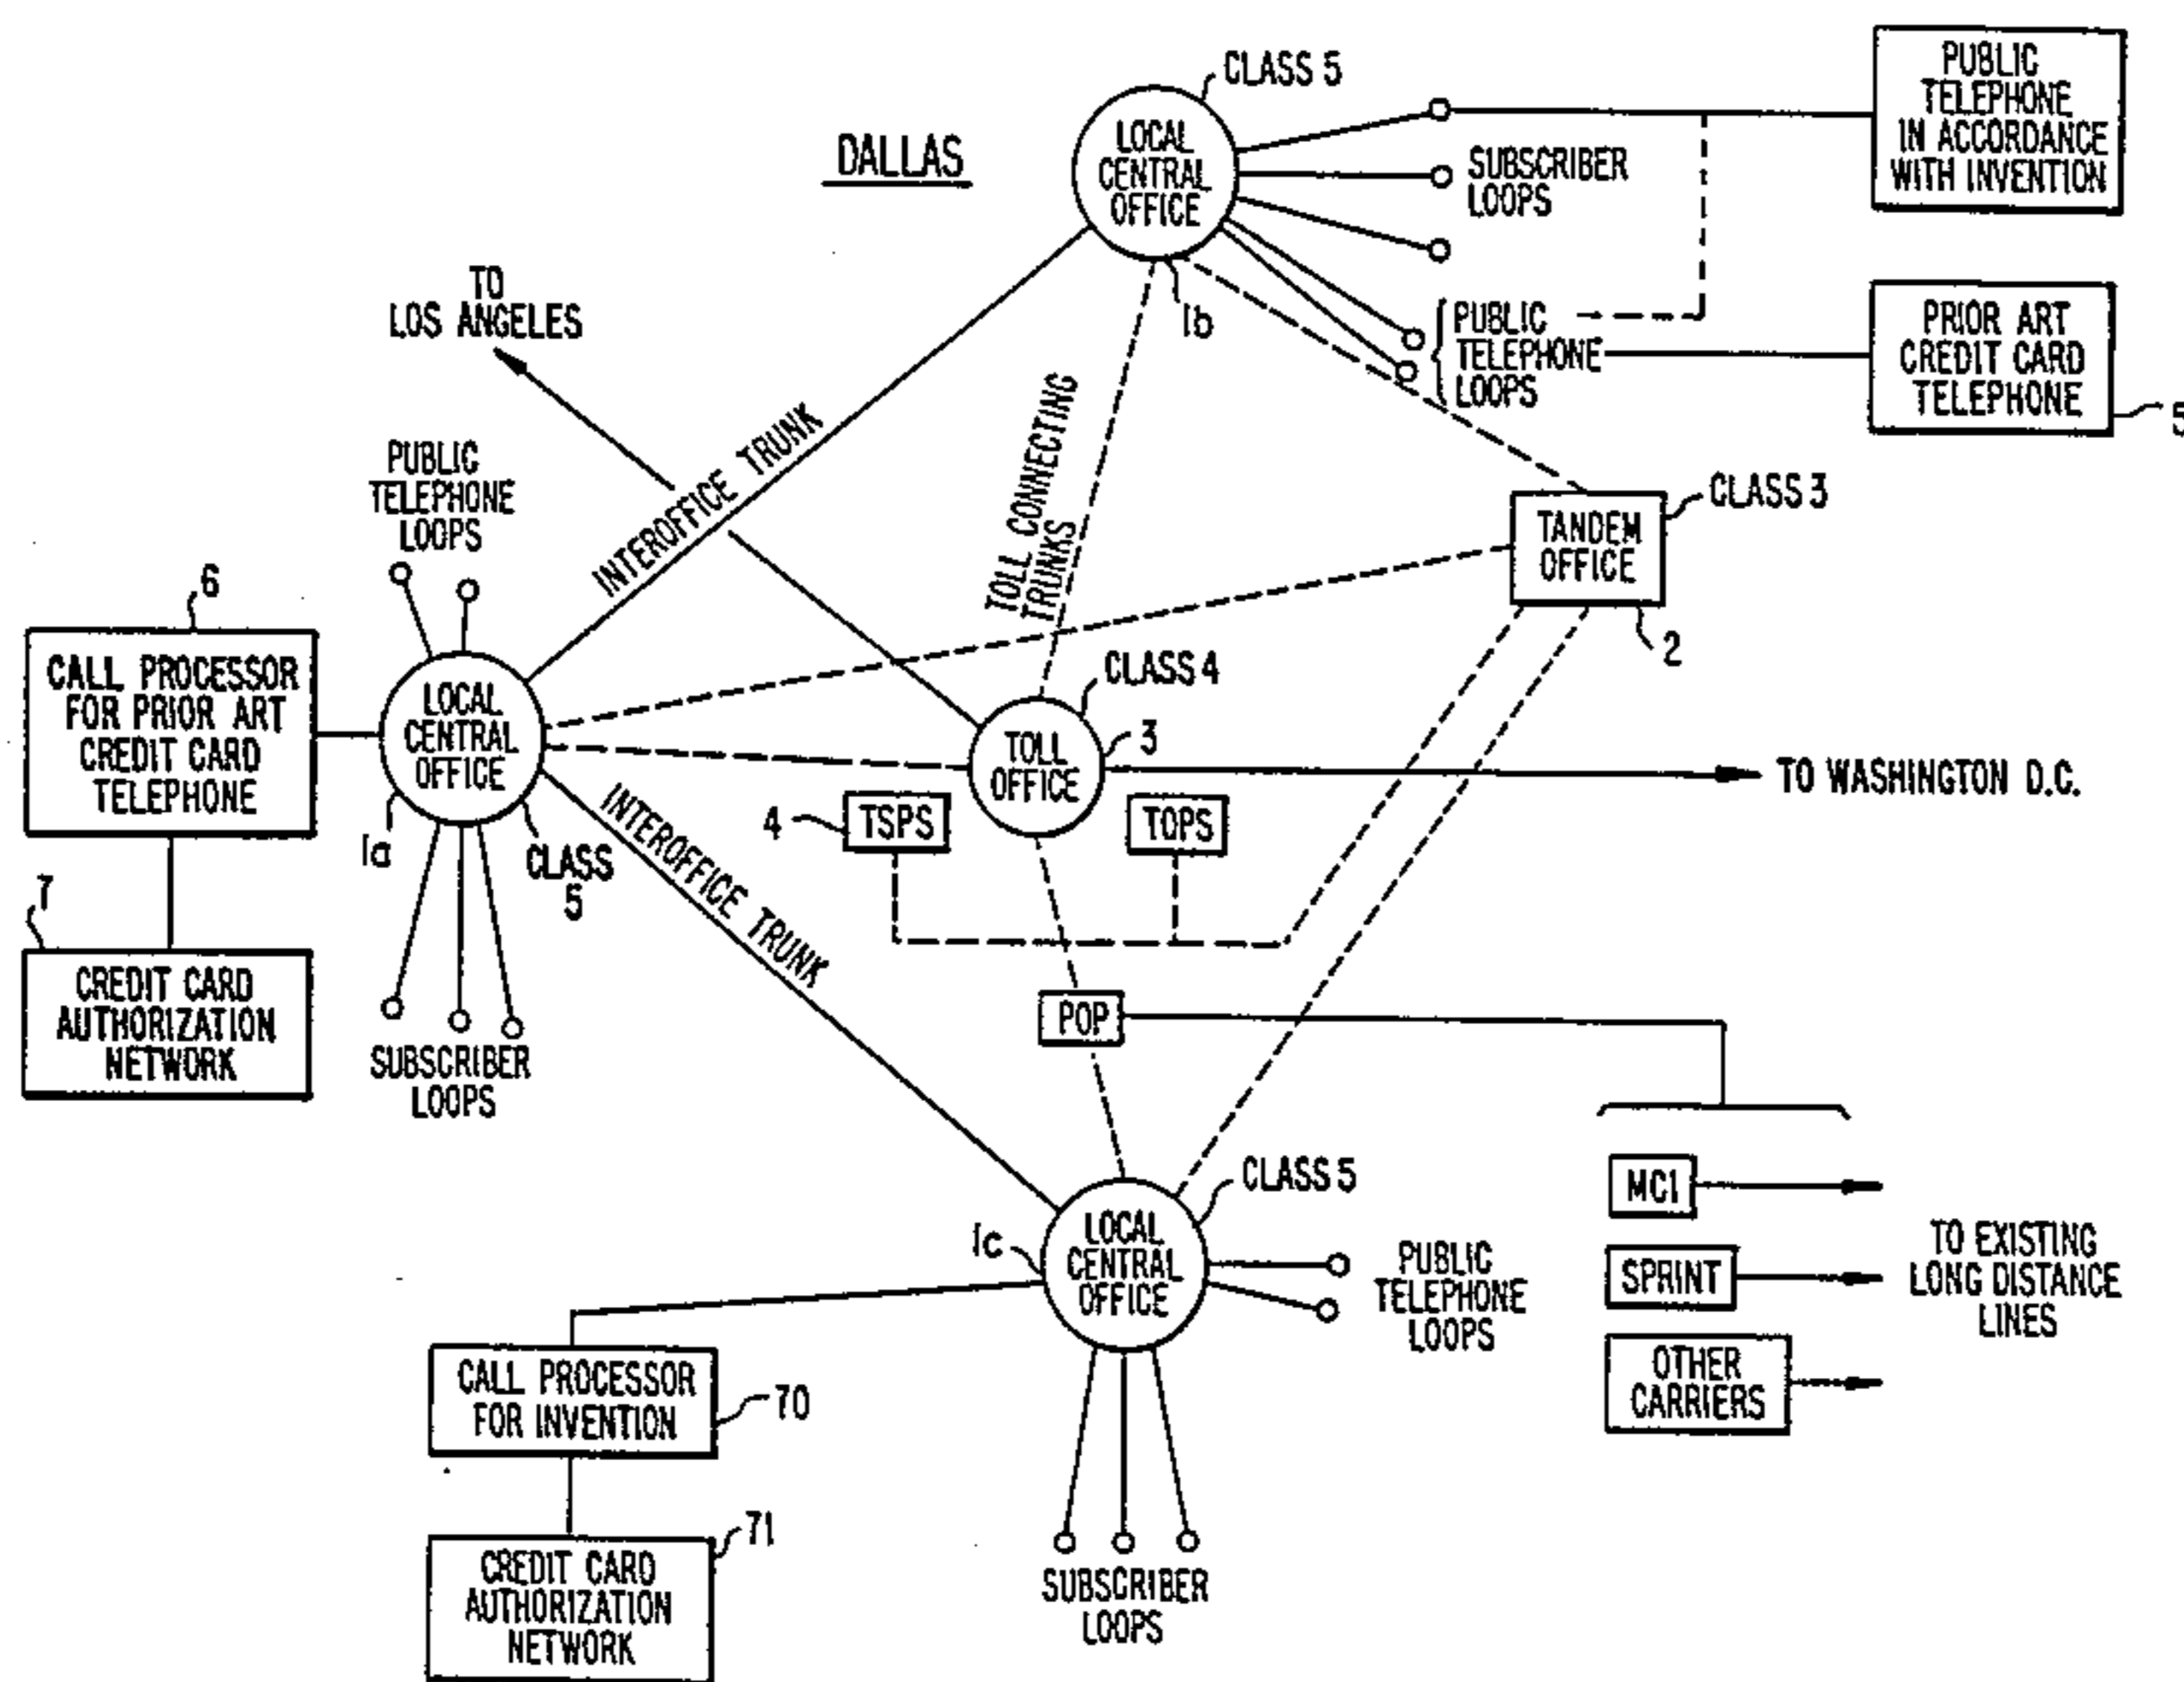 CLASS 5
DALLAS
LOCAL
CENTRAL
OFFICE
1b
SUBSCRIBER
LOOPS
PUBLIC
TELEPHONE
IN ACCORDANCE
WITH INVENTION
PUBLIC
TELEPHONE
LOOPS
PRIOR ART
CREDIT CARD
TELEPHONE
5
TO
LOS ANGELES
INTEROFFICE TRUNK
TOLL CONNECTING
TRUNKS
CLASS 3
TANDEM
OFFICE
2
PUBLIC
TELEPHONE
LOOPS
6
CALL PROCESSOR
FOR PRIOR ART
CREDIT CARD
TELEPHONE
LOCAL
CENTRAL
OFFICE
1a
CLASS
5
CLASS 4
3
TOLL
OFFICE
TO WASHINGTON D.C.
4
TSPS
TOPS
7
CREDIT CARD
AUTHORIZATION
NETWORK
SUBSCRIBER
LOOPS
INTEROFFICE TRUNK
POP
CLASS 5
1c
LOCAL
CENTRAL
OFFICE
PUBLIC
TELEPHONE
LOOPS
MCI
SPRINT
OTHER
CARRIERS
TO EXISTING
LONG DISTANCE
LINES
CALL PROCESSOR
FOR INVENTION
70
71
CREDIT CARD
AUTHORIZATION
NETWORK
SUBSCRIBER
LOOPS